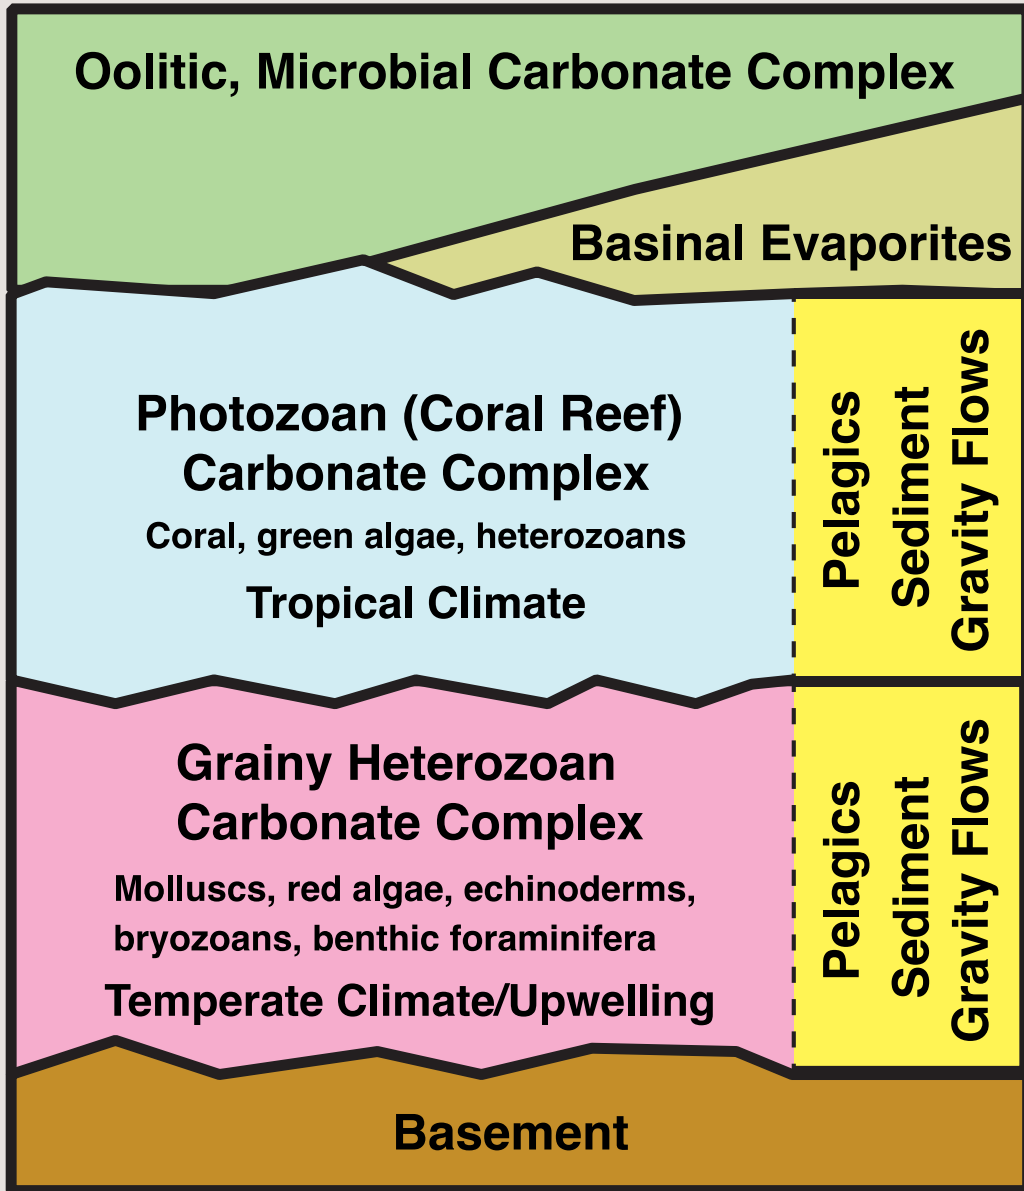 Oolitic, Microbial Carbonate Complex
Basinal Evaporites
Photozoan (Coral Reef)
Carbonate Complex
Coral, green algae, heterozoans
Tropical Climate
Pelagics
Sediment
Gravity Flows
Grainy Heterozoan
Carbonate Complex
Molluscs, red algae, echinoderms,
bryozoans, benthic foraminifera
Temperate Climate/Upwelling
Pelagics
Sediment
Gravity Flows
Basement